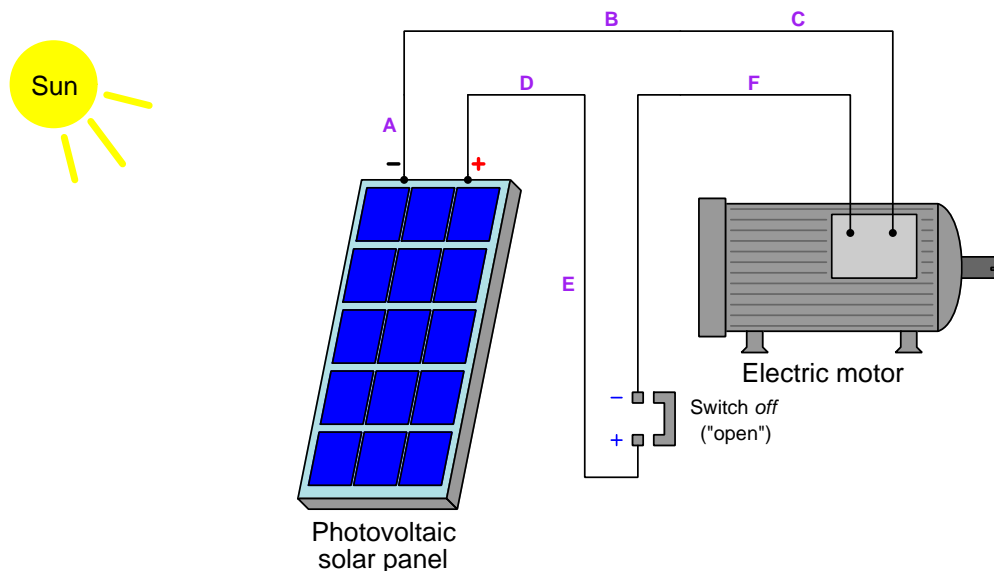 B
C
Sun
D
F
A
−
+
E
Electric motor
−
Switch off
("open")
+
Photovoltaic
solar panel